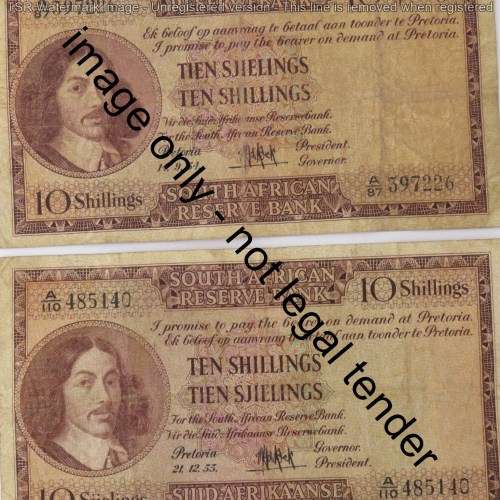 TSR Watermark Image - Unregistered version - This line is removed when registered
Ek beloof op aanvraag te betaal aan toonder te Pretoria.
I promise to pay the bearer on demand at Pretoria.
TIEN SJIELINGS
TEN SHILLINGS
Vir die Suid-Afrikaanse Reservebank.
For the South African Reserve Bank.
President.
Governor.
10 Shillings
SOUTH AFRICAN
RESERVE BANK
A/87 397226
image only - not legal tender
A/110 485140
SOUTH AFRICAN
RESERVE BANK
10 Shillings
I promise to pay the bearer on demand at Pretoria.
Ek beloof op aanvraag te betaal aan toonder te Pretoria.
TEN SHILLINGS
TIEN SJIELINGS
For the South African Reserve Bank.
Vir die Suid-Afrikaanse Reservebank.
Pretoria
21.12.53.
Governor.
President.
SUID-AFRIKAANSE
A/110 485140